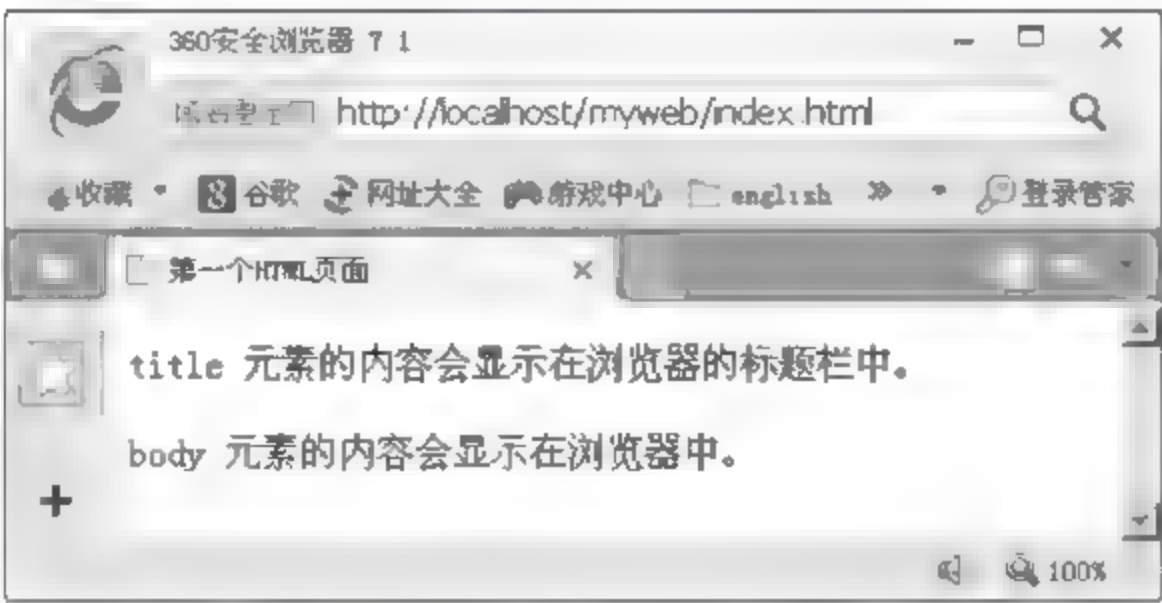 360安全浏览器 7 1
http://localhost/myweb/index.html
收藏 谷歌 网址大全 游戏中心 english » 登录管家
第一个HTML页面
title 元素的内容会显示在浏览器的标题栏中。
body 元素的内容会显示在浏览器中。
100%